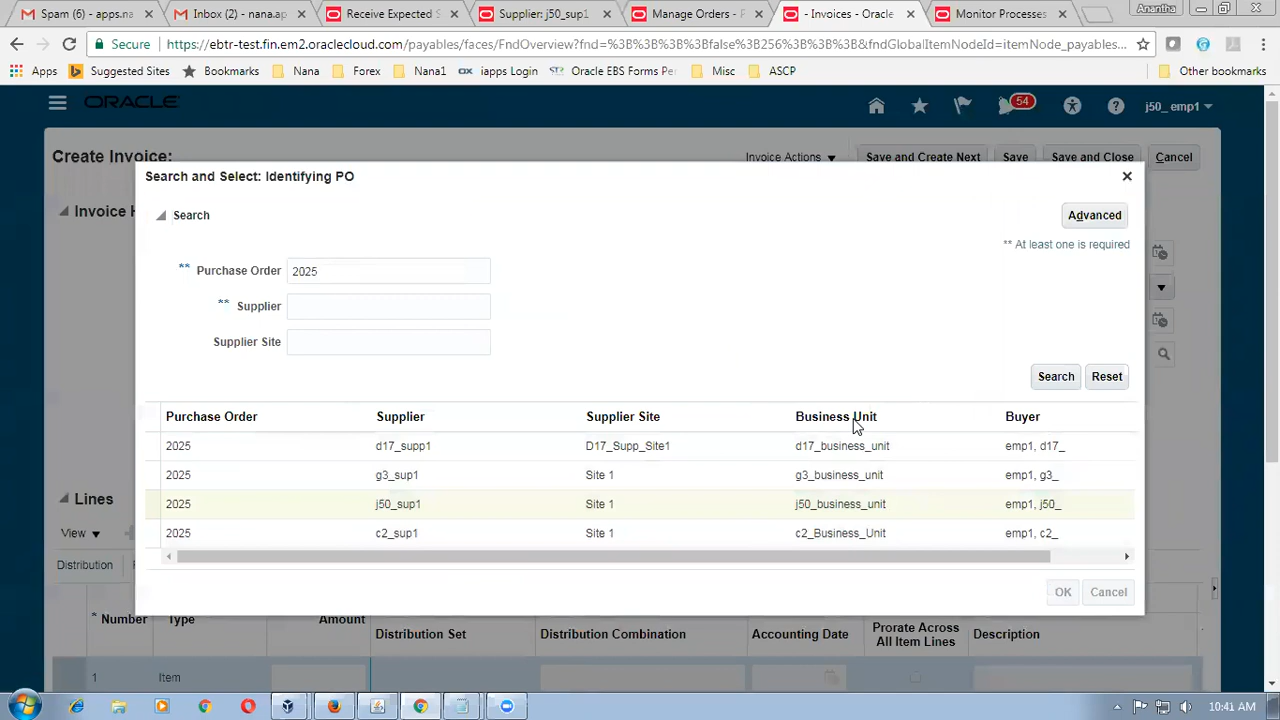 Spam (6) - apps.na
Inbox (2) - nana.ap
Receive Expected S
Supplier: j50_sup1
Manage Orders - P
- Invoices - Oracle
Monitor Processes
Anantha
Secure https://ebtr-test.fin.em2.oraclecloud.com/payables/faces/FndOverview?fnd=%3B%3B%3Bfalse%3B256%3B%3B%3B&fndGlobalItemNodeId=itemNode_payables...
Apps Suggested Sites Bookmarks Nana Forex Nana1 iapps Login Oracle EBS Forms Per Misc ASCP Other bookmarks
ORACLE 54 j50_ emp1
Create Invoice: Invoice Actions Save and Create Next Save Save and Close Cancel
Search and Select: Identifying PO
Invoice H
Search
Advanced
** At least one is required
** Purchase Order 2025
** Supplier
Supplier Site
Search Reset
Purchase Order Supplier Supplier Site Business Unit Buyer
2025 d17_supp1 D17_Supp_Site1 d17_business_unit emp1, d17_
2025 g3_sup1 Site 1 g3_business_unit emp1, g3_
2025 j50_sup1 Site 1 j50_business_unit emp1, j50_
2025 c2_sup1 Site 1 c2_Business_Unit emp1, c2_
Lines
View
Distribution
OK Cancel
* Number Type Amount Distribution Set Distribution Combination Accounting Date Prorate Across
All Item Lines Description
1 Item
10:41 AM